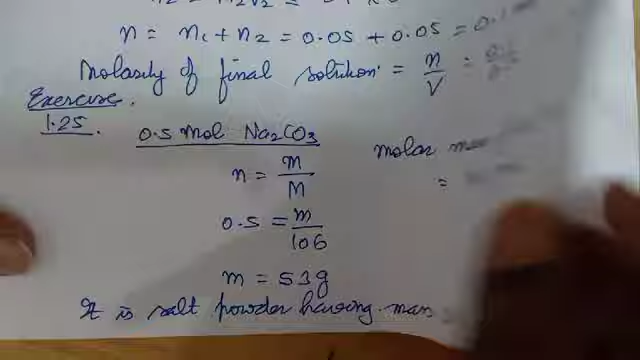 n = n₁ + n₂ = 0.05 + 0.05 =
Molarity of final solution = n/V =
Exercise.
1.25. 0.5 mol Na₂CO₃
molar
n = m/M
=
0.5 = m/106
m = 53g
It is salt powder having mass